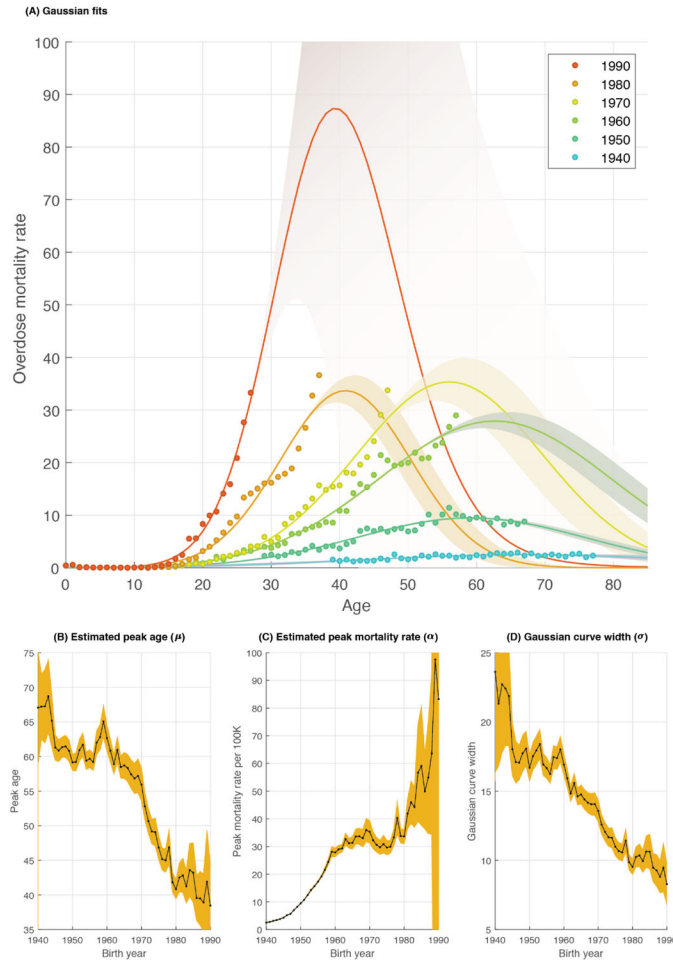 (A) Gaussian fits
100
90
80
70
60
50
40
30
20
10
0
Overdose mortality rate
1990
1980
1970
1960
1950
1940
0 10 20 30 40 50 60 70 80
Age
(B) Estimated peak age (μ)
75
70
65
60
55
50
45
40
35
Peak age
1940 1950 1960 1970 1980 1990
Birth year
(C) Estimated peak mortality rate (α)
100
90
80
70
60
50
40
30
20
10
0
Peak mortality rate per 100K
1940 1950 1960 1970 1980 1990
Birth year
(D) Gaussian curve width (σ)
25
20
15
10
5
Gaussian curve width
1940 1950 1960 1970 1980 1990
Birth year